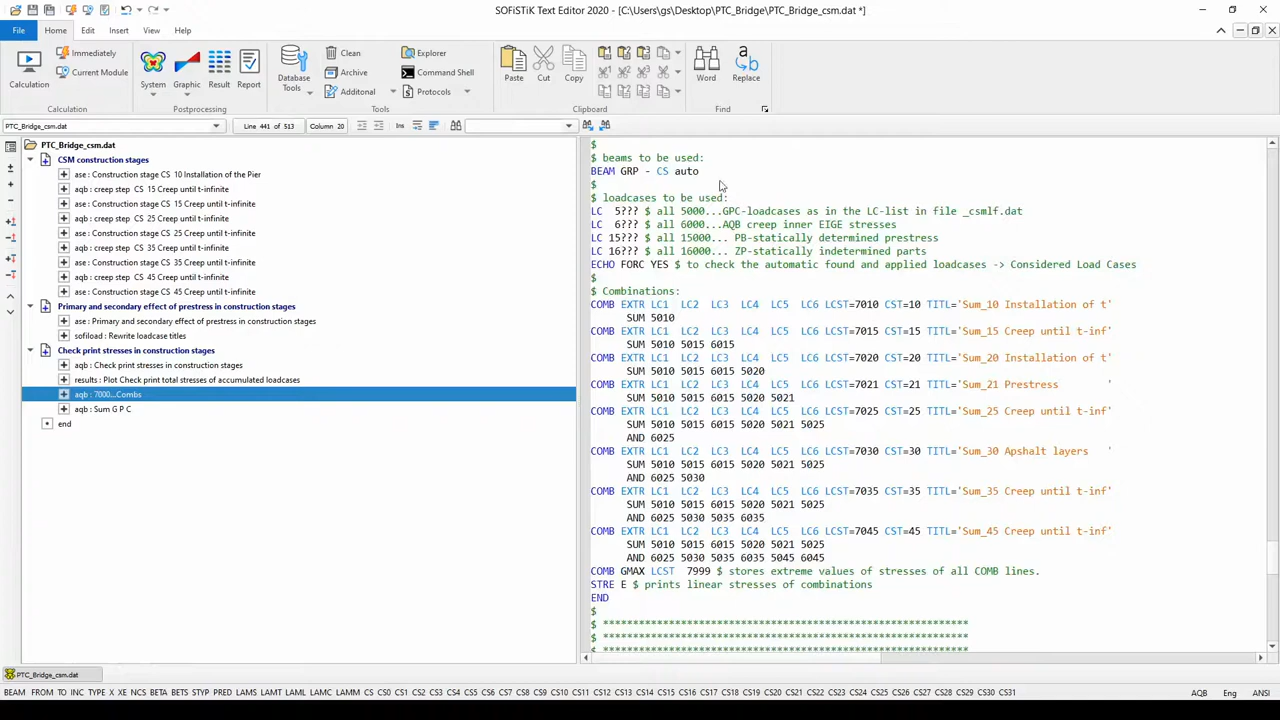 SOFiSTiK Text Editor 2020 - [C:\Users\gs\Desktop\PTC_Bridge\PTC_Bridge_csm.dat *]
File Home Edit Insert View Help
Calculation Immediately Current Module System Graphic Result Report Database Tools Clean Archive Additonal Explorer Command Shell Protocols Paste Cut Copy Word Replace
Calculation Postprocessing Tools Clipboard Find
PTC_Bridge_csm.dat Line 441 of 513 Column 20
PTC_Bridge_csm.dat
CSM construction stages
ase: Construction stage CS 10 Installation of the Pier
aqb : creep step CS 15 Creep until t-infinite
ase: Construction stage CS 15 Creep until t-infinite
aqb : creep step CS 25 Creep until t-infinite
ase: Construction stage CS 25 Creep until t-infinite
aqb : creep step CS 35 Creep until t-infinite
ase: Construction stage CS 35 Creep until t-infinite
aqb : creep step CS 45 Creep until t-infinite
ase: Construction stage CS 45 Creep until t-infinite
Primary and secondary effect of prestress in construction stages
ase : Primary and secondary effect of prestress in construction stages
sofiload : Rewrite loadcase titles
Check print stresses in construction stages
aqb : Check print stresses in construction stages
results : Plot Check print total stresses of accumulated loadcases
aqb : 7000...Combs
aqb : Sum G P C
end
$
$ beams to be used:
BEAM GRP - CS auto
$
$ loadcases to be used:
LC 5??? $ all 5000...GPC-loadcases as in the LC-list in file _csmlf.dat
LC 6??? $ all 6000...AQB creep inner EIGE stresses
LC 15??? $ all 15000... PB-statically determined prestress
LC 16??? $ all 16000... ZP-statically indetermined parts
ECHO FORC YES $ to check the automatic found and applied loadcases -> Considered Load Cases
$
$ Combinations:
COMB EXTR LC1 LC2 LC3 LC4 LC5 LC6 LCST=7010 CST=10 TITL='Sum_10 Installation of t'
SUM 5010
COMB EXTR LC1 LC2 LC3 LC4 LC5 LC6 LCST=7015 CST=15 TITL='Sum_15 Creep until t-inf'
SUM 5010 5015 6015
COMB EXTR LC1 LC2 LC3 LC4 LC5 LC6 LCST=7020 CST=20 TITL='Sum_20 Installation of t'
SUM 5010 5015 6015 5020
COMB EXTR LC1 LC2 LC3 LC4 LC5 LC6 LCST=7021 CST=21 TITL='Sum_21 Prestress '
SUM 5010 5015 6015 5020 5021
COMB EXTR LC1 LC2 LC3 LC4 LC5 LC6 LCST=7025 CST=25 TITL='Sum_25 Creep until t-inf'
SUM 5010 5015 6015 5020 5021 5025
AND 6025
COMB EXTR LC1 LC2 LC3 LC4 LC5 LC6 LCST=7030 CST=30 TITL='Sum_30 Apshalt layers '
SUM 5010 5015 6015 5020 5021 5025
AND 6025 5030
COMB EXTR LC1 LC2 LC3 LC4 LC5 LC6 LCST=7035 CST=35 TITL='Sum_35 Creep until t-inf'
SUM 5010 5015 6015 5020 5021 5025
AND 6025 5030 5035 6035
COMB EXTR LC1 LC2 LC3 LC4 LC5 LC6 LCST=7045 CST=45 TITL='Sum_45 Creep until t-inf'
SUM 5010 5015 6015 5020 5021 5025
AND 6025 5030 5035 6035 5045 6045
COMB GMAX LCST 7999 $ stores extreme values of stresses of all COMB lines.
STRE E $ prints linear stresses of combinations
END
$
$ *******************************************************
$ *******************************************************
$ *******************************************************
PTC_Bridge_csm.dat
BEAM FROM TO INC TYPE X XE NCS BETA BETS STYP PRED LAMS LAMT LAML LAMC LAMM CS CS0 CS1 CS2 CS3 CS4 CS5 CS6 CS7 CS8 CS9 CS10 CS11 CS12 CS13 CS14 CS15 CS16 CS17 CS18 CS19 CS20 CS21 CS22 CS23 CS24 CS25 CS26 CS27 CS28 CS29 CS30 CS31 AQB Eng ANSI